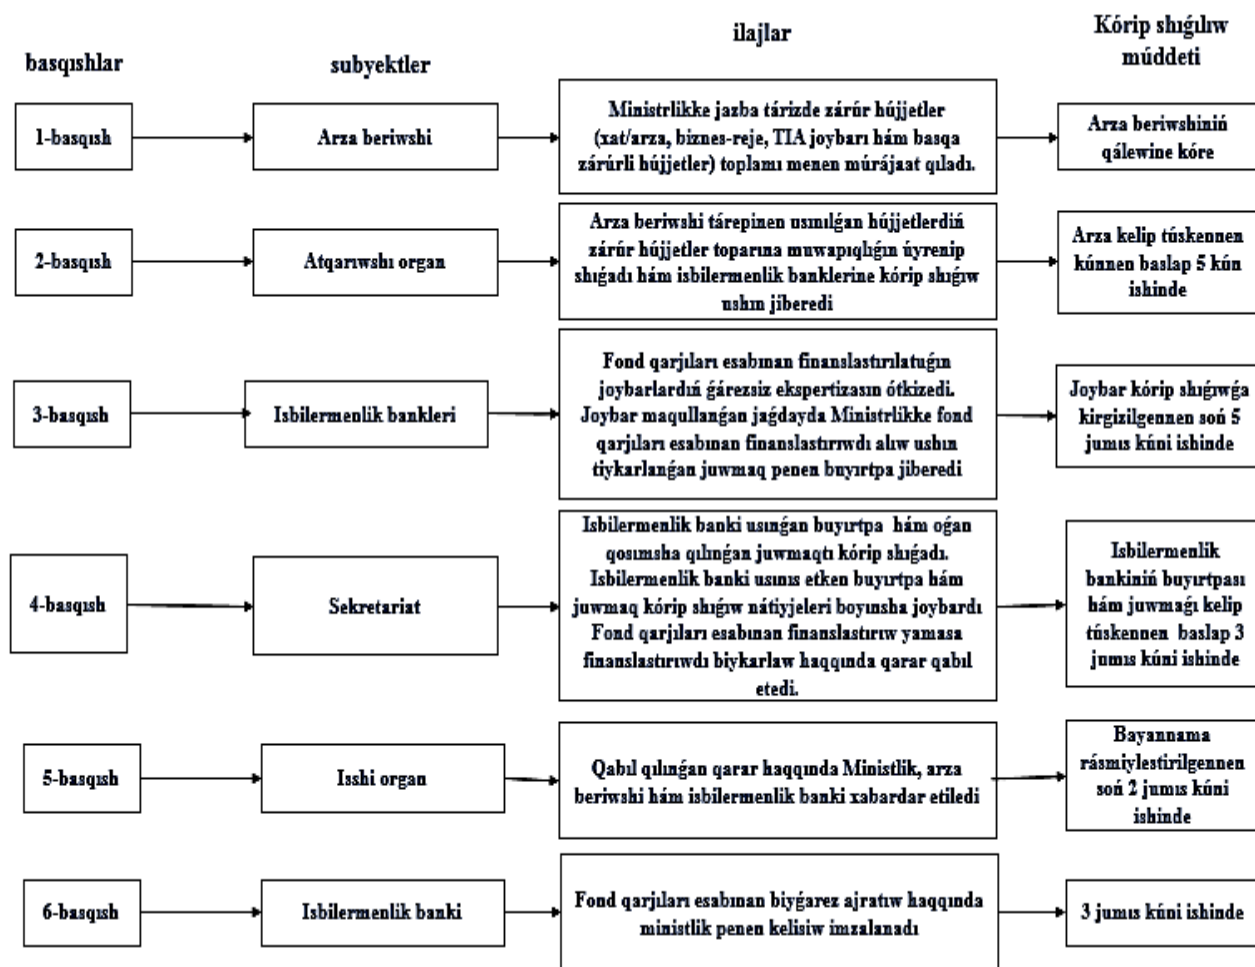 basqıshlar
subyektler
ilajlar
Kórip shıǵılıw
múddeti
1-basqısh
Arza beriwshi
Ministrlikke jazba tárizde zárúr hújjetler
(xat/arza, biznes-reje, TIA joybarı hám basqa
zárúrli hújjetler) toplamı menen múrájaat qıladı.
Arza beriwshiniń
qálewine kóre
2-basqısh
Atqarıwshı organ
Arza beriwshi tárepinen usınılǵan hújjetlerdiń
zárúr hújjetler toparına muwapıqlıǵın úyrenip
shıǵadı hám isbilermenlik banklerine kórip shıǵıw
ushın jiberedi
Arza kelip túskennen
kúnnen baslap 5 kún
ishinde
3-basqısh
Isbilermenlik bankleri
Fond qarjıları esabınan finanslastırılatuǵın
joybarlardıń ǵárezsiz ekspertizasın ótkizedi.
Joybar maqullanǵan jaǵdayda Ministrlikke fond
qarjıları esabınan finanslastırıwdı alıw ushın
tiykarlanǵan juwmaq penen buyırtpa jiberedi
Joybar kórip shıǵıwǵa
kirgizilgennen soń 5
jumıs kúni ishinde
4-basqısh
Sekretariat
Isbilermenlik banki usınǵan buyırtpa hám oǵan
qosımsha qılınǵan juwmaqtı kórip shıǵadı.
Isbilermenlik banki usınıs etken buyırtpa hám
juwmaq kórip shıǵıw nátiyjeleri boyınsha joybardı
Fond qarjıları esabınan finanslastırıw yamasa
finanslastırıwdı biykarlaw haqqında qarar qabıl
etedi.
Isbilermenlik
bankiniń buyırtpası
hám juwmaǵı kelip
túskennen baslap 3
jumıs kúni ishinde
5-basqısh
Isshi organ
Qabıl qılınǵan qarar haqqında Ministlik, arza
beriwshi hám isbilermenlik banki xabardar etiledi
Bayannama
rásmiylestirilgennen
soń 2 jumıs kúni
ishinde
6-basqısh
Isbilermenlik banki
Fond qarjıları esabınan biyǵarez ajratıw haqqında
ministlik penen kelisiw imzalanadı
3 jumıs kúni ishinde